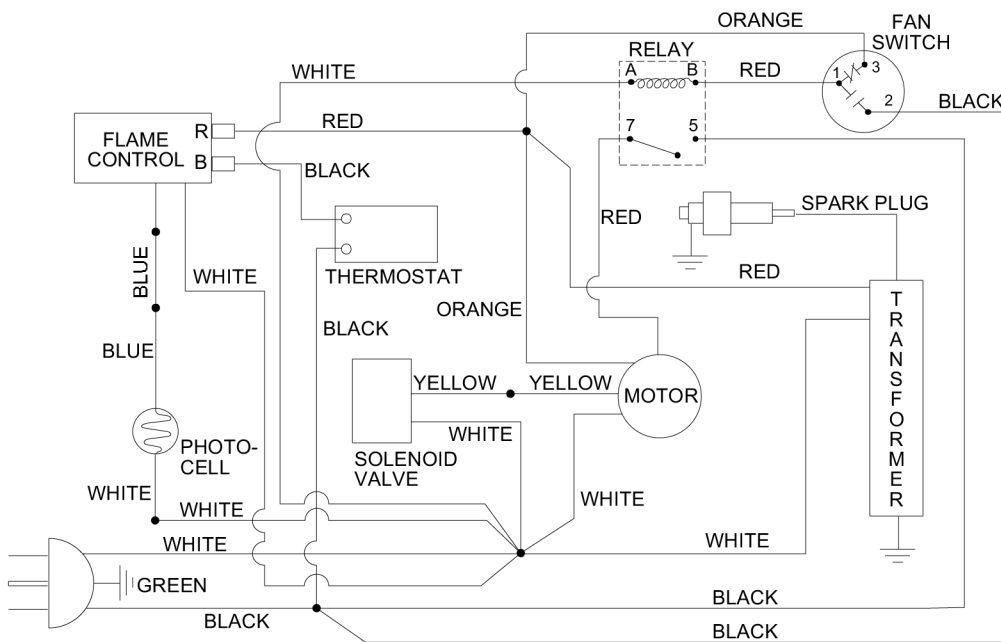 ORANGE
FAN
SWITCH
RELAY
WHITE
A
B
RED
1
3
2
BLACK
FLAME
CONTROL
R
B
RED
7
5
BLACK
RED
SPARK PLUG
THERMOSTAT
BLUE
WHITE
RED
ORANGE
BLACK
BLUE
TRANSFORMER
YELLOW
YELLOW
MOTOR
WHITE
PHOTO-
CELL
SOLENOID
VALVE
WHITE
WHITE
WHITE
WHITE
WHITE
GREEN
BLACK
BLACK
BLACK